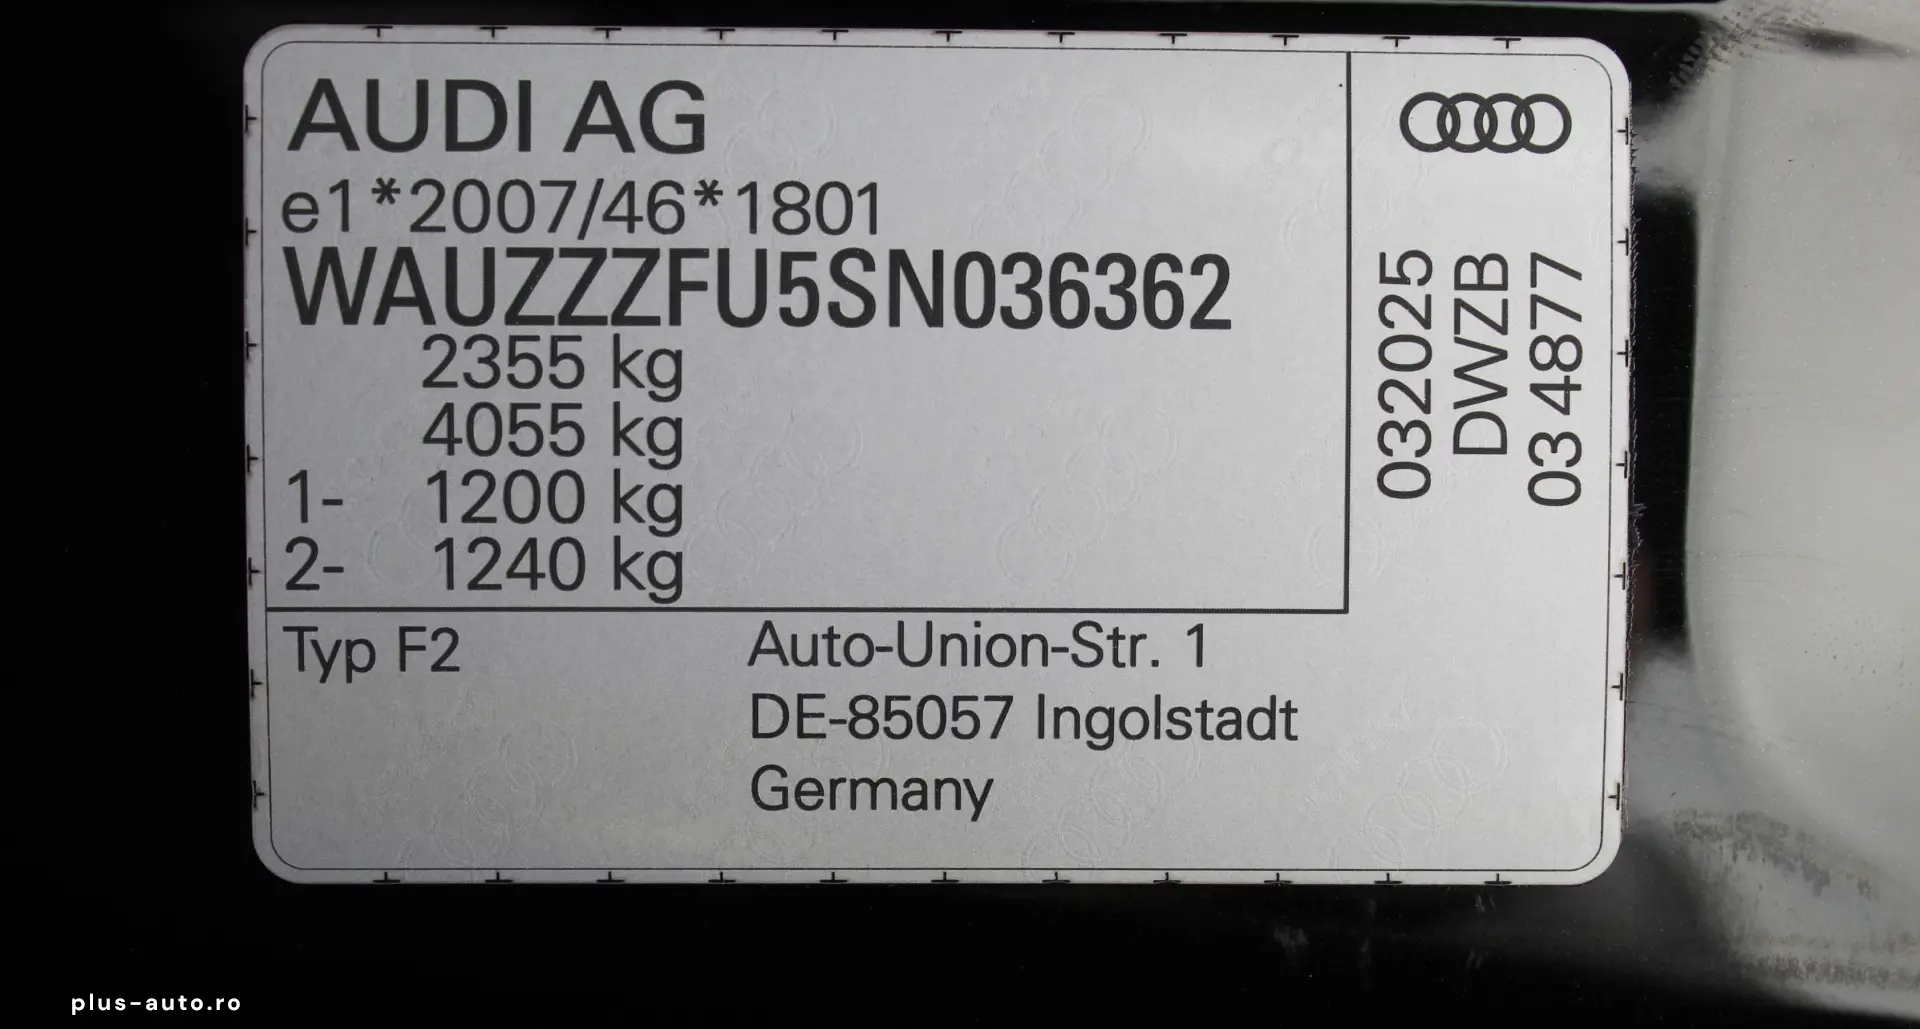 AUDI AG
e1*2007/46*1801
WAUZZZFU5SN036362
2355 kg
4055 kg
1- 1200 kg
2- 1240 kg
Typ F2
Auto-Union-Str. 1
DE-85057 Ingolstadt
Germany
032025
DWZB
03 4877
plus-auto.ro